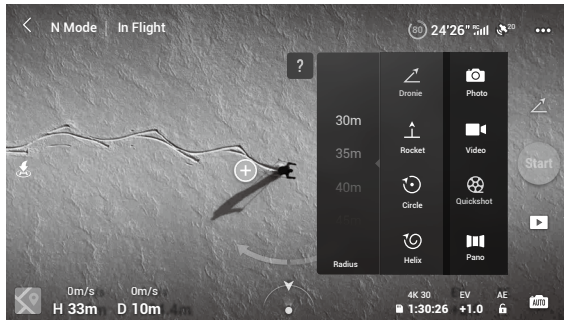 N Mode | In Flight
80 24'26" RC 20
?
Dronie Photo
30m
35m Rocket Video
40m
Circle Quickshot
Start
Radius Helix Pano
0m/s 0m/s
H 33m D 10m
4K 30 EV AE
1:30:26 +1.0
AUTO